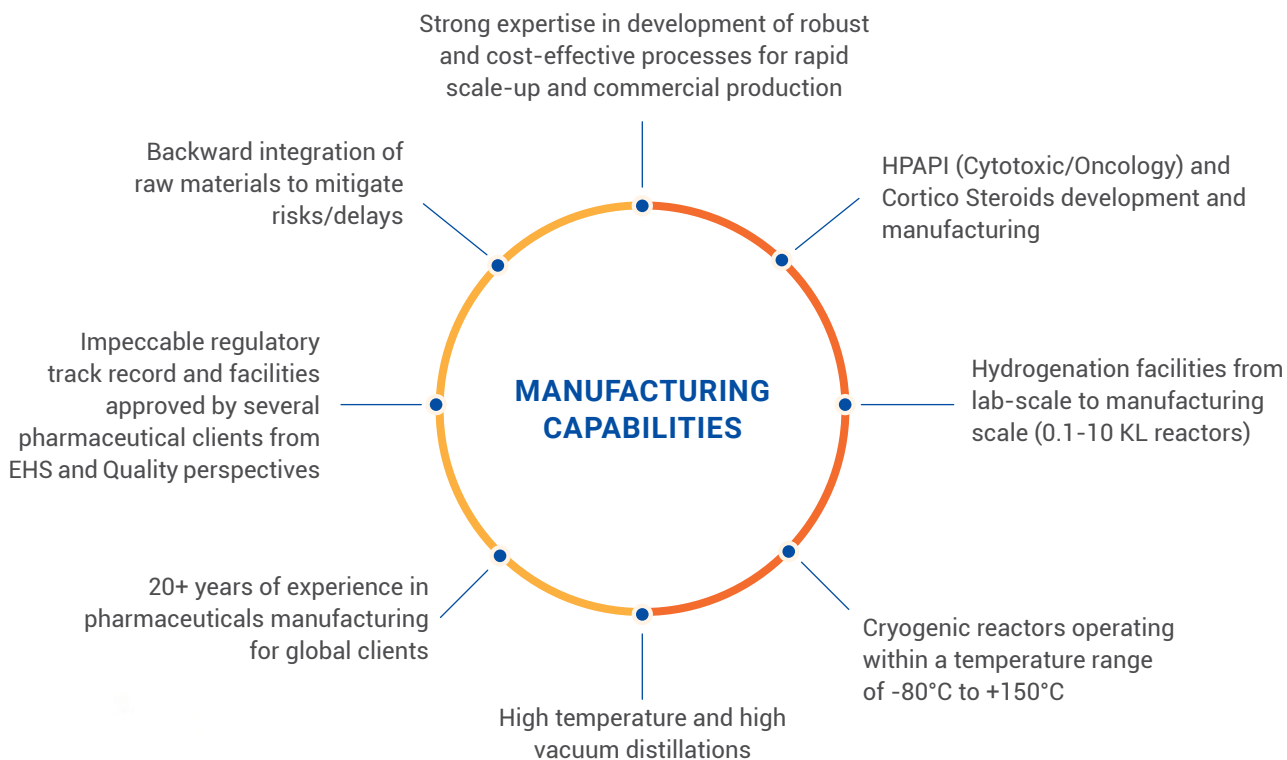 Strong expertise in development of robust
and cost-effective processes for rapid
scale-up and commercial production
HPAPI (Cytotoxic/Oncology) and
Cortico Steroids development and
manufacturing
Hydrogenation facilities from
lab-scale to manufacturing
scale (0.1-10 KL reactors)
Cryogenic reactors operating
within a temperature range
of -80°C to +150°C
High temperature and high
vacuum distillations
20+ years of experience in
pharmaceuticals manufacturing
for global clients
Impeccable regulatory
track record and facilities
approved by several
pharmaceutical clients from
EHS and Quality perspectives
Backward integration of
raw materials to mitigate
risks/delays
MANUFACTURING
CAPABILITIES